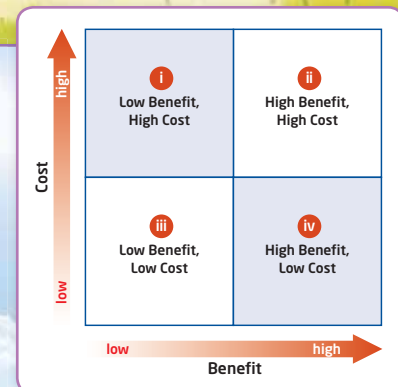 Cost
high
low
i
Low Benefit,
High Cost
ii
High Benefit,
High Cost
iii
Low Benefit,
Low Cost
iv
High Benefit,
Low Cost
low
high
Benefit